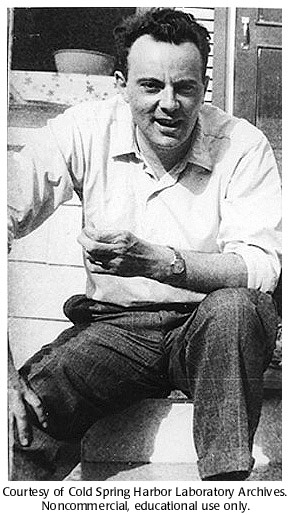 Courtesy of Cold Spring Harbor Laboratory Archives.
Noncommercial, educational use only.